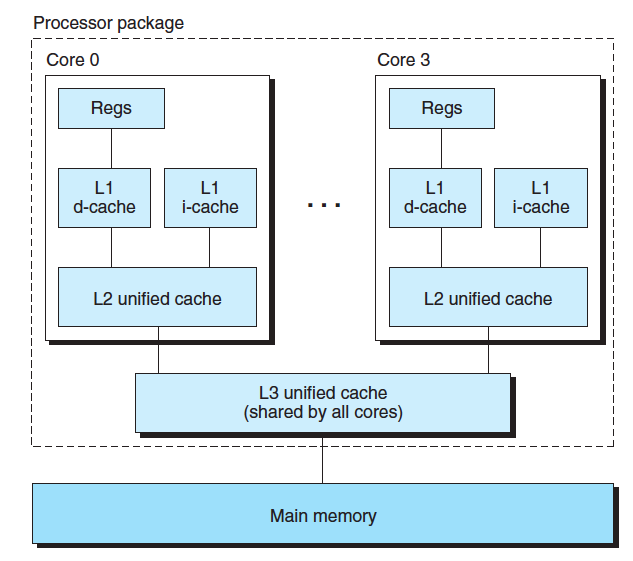 Processor package
Core 0
Core 3
Regs
Regs
L1
d-cache
L1
i-cache
. . .
L1
d-cache
L1
i-cache
L2 unified cache
L2 unified cache
L3 unified cache
(shared by all cores)
Main memory